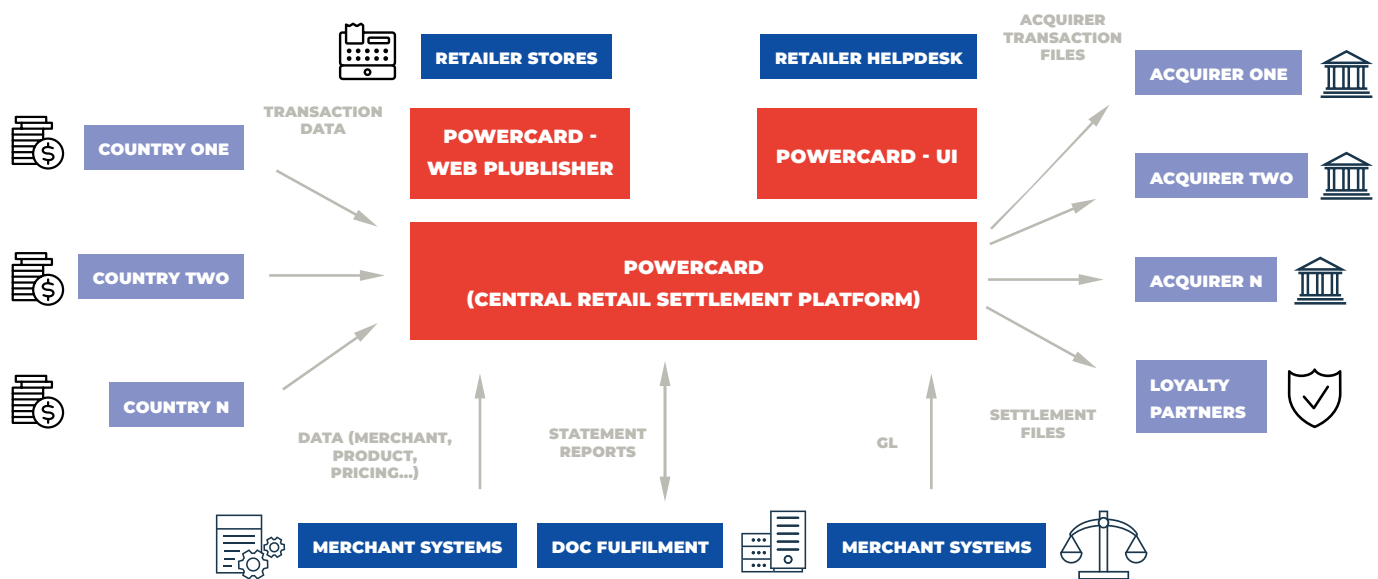 ACQUIRER
TRANSACTION
FILES
RETAILER STORES
RETAILER HELPDESK
ACQUIRER ONE
TRANSACTION
DATA
POWERCARD -
WEB PLUBLISHER
POWERCARD - UI
COUNTRY ONE
ACQUIRER TWO
POWERCARD
(CENTRAL RETAIL SETTLEMENT PLATFORM)
COUNTRY TWO
ACQUIRER N
COUNTRY N
LOYALTY
PARTNERS
DATA (MERCHANT,
PRODUCT,
PRICING...)
STATEMENT
REPORTS
GL
SETTLEMENT
FILES
MERCHANT SYSTEMS
DOC FULFILMENT
MERCHANT SYSTEMS